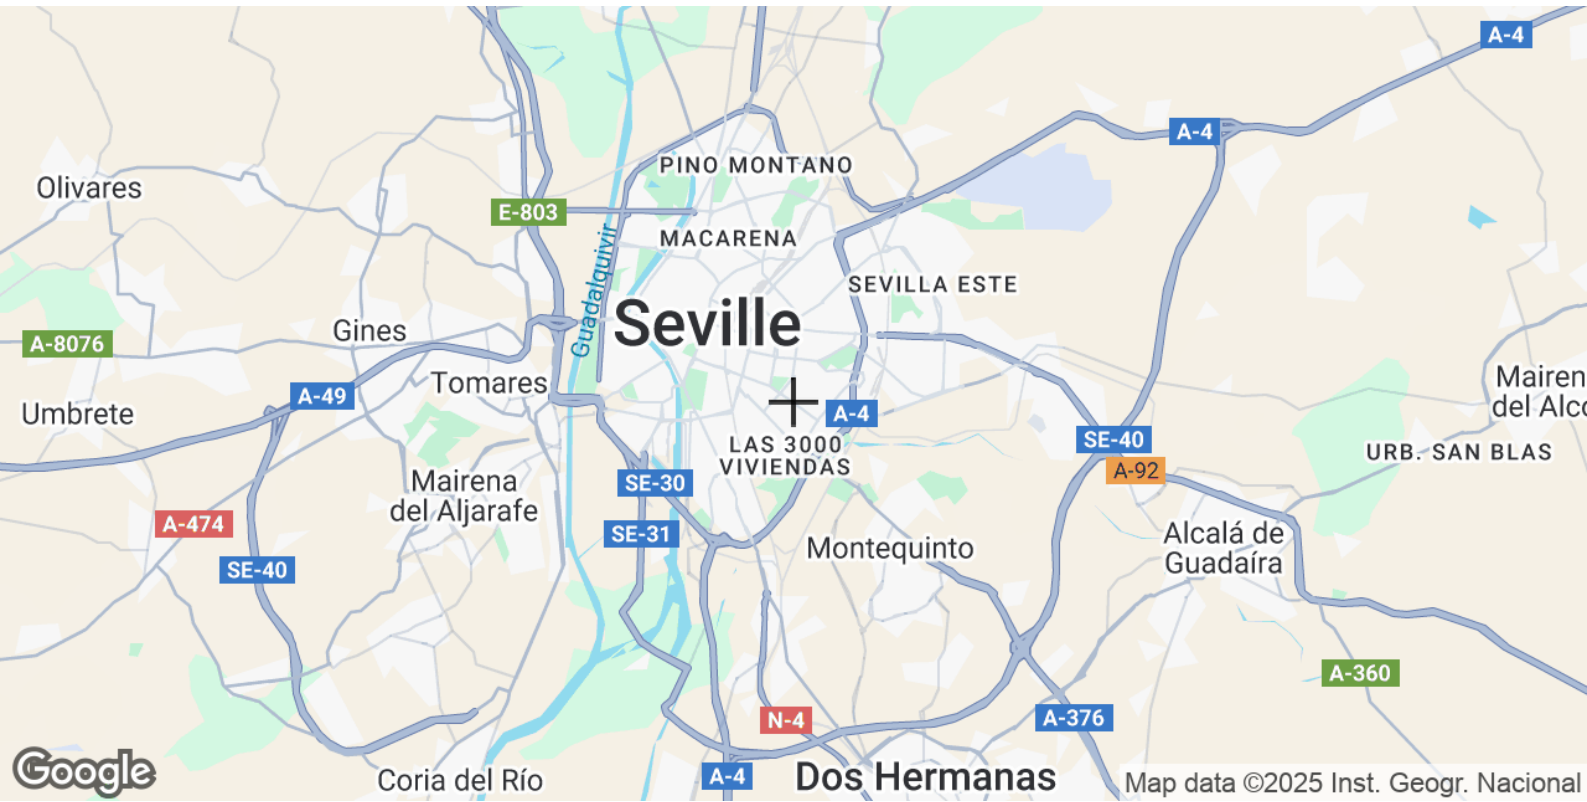 A-4
A-4
PINO MONTANO
Olivares
E-803
MACARENA
Guadalquivir
SEVILLA ESTE
Seville
Gines
A-8076
Tomares
A-49
Mairen
del Alco
Umbrete
A-4
SE-40
LAS 3000
VIVIENDAS
URB. SAN BLAS
A-92
Mairena
del Aljarafe
SE-30
A-474
SE-31
Alcalá de
Guadaíra
Montequinto
SE-40
A-360
N-4
A-376
Google
Coria del Río
A-4
Dos Hermanas
Map data ©2025 Inst. Geogr. Nacional